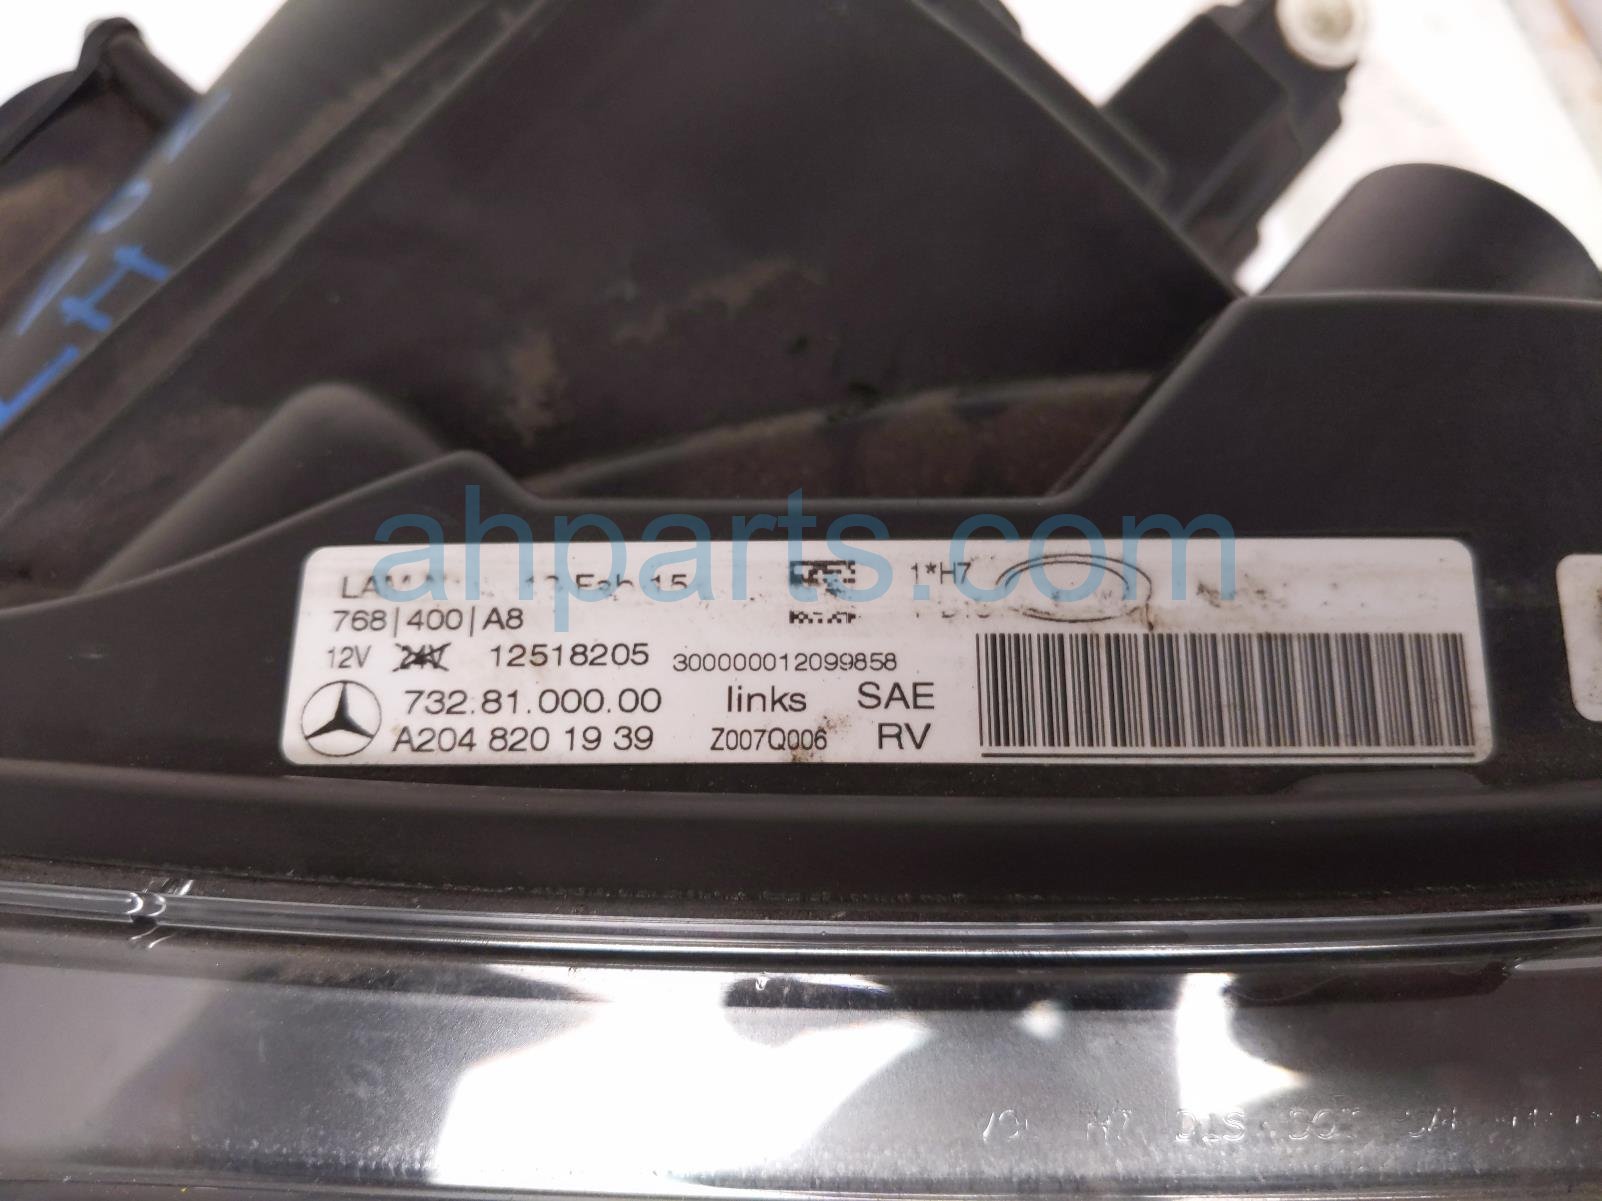 LH
ahparts.com
1*H7
768|400|A8
12V 24V 12518205 300000012099858
732.81.000.00 links SAE
A204 820 19 39 Z007Q006 RV